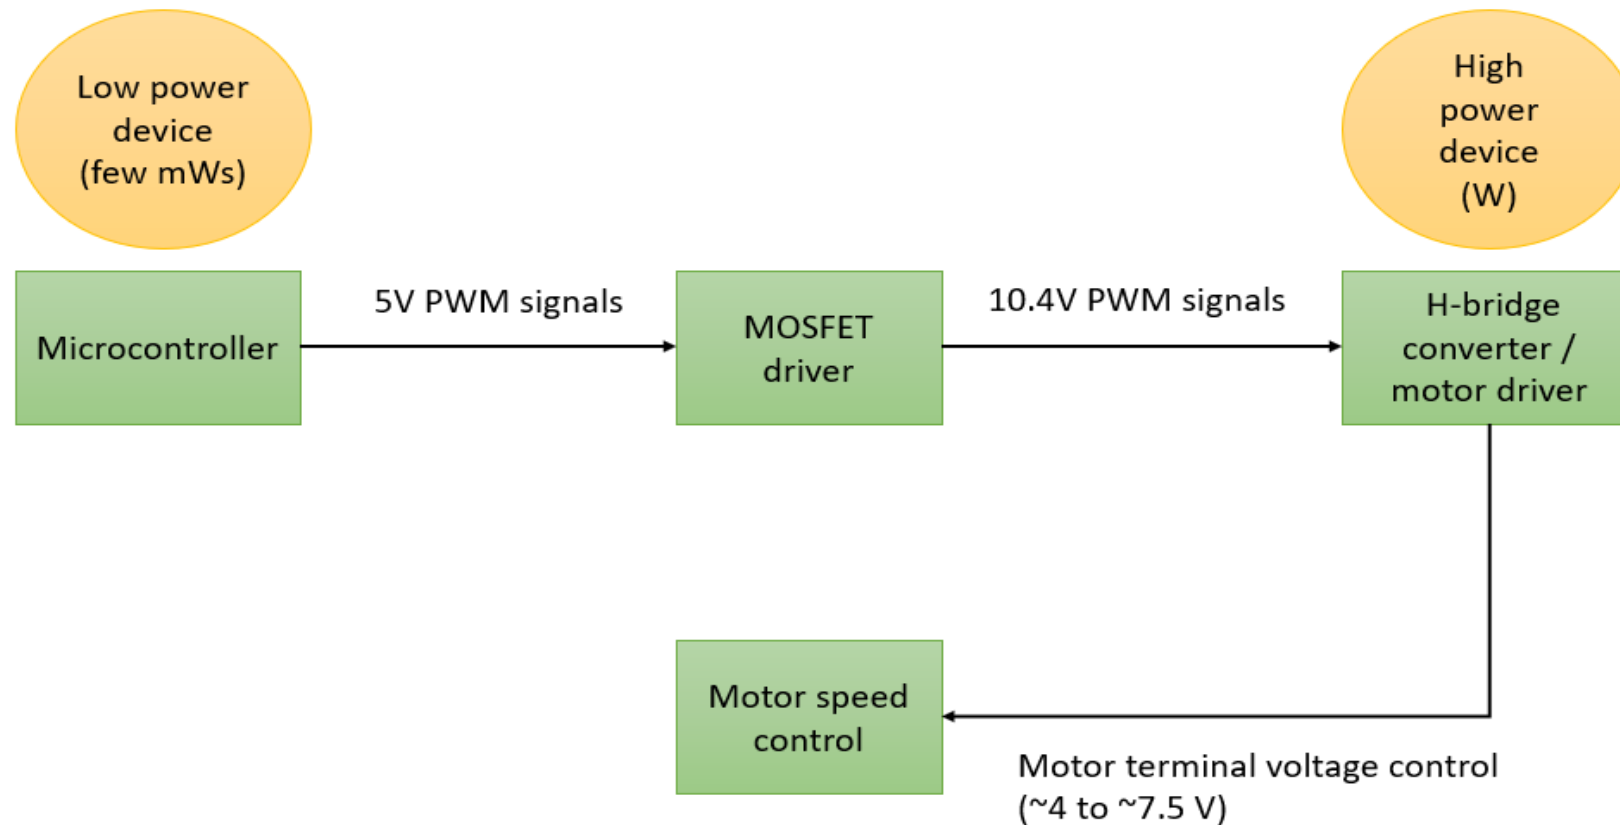 Low power
device
(few mWs)
High
power
device
(W)
Microcontroller
5V PWM signals
MOSFET
driver
10.4V PWM signals
H-bridge
converter /
motor driver
Motor speed
control
Motor terminal voltage control
(~4 to ~7.5 V)